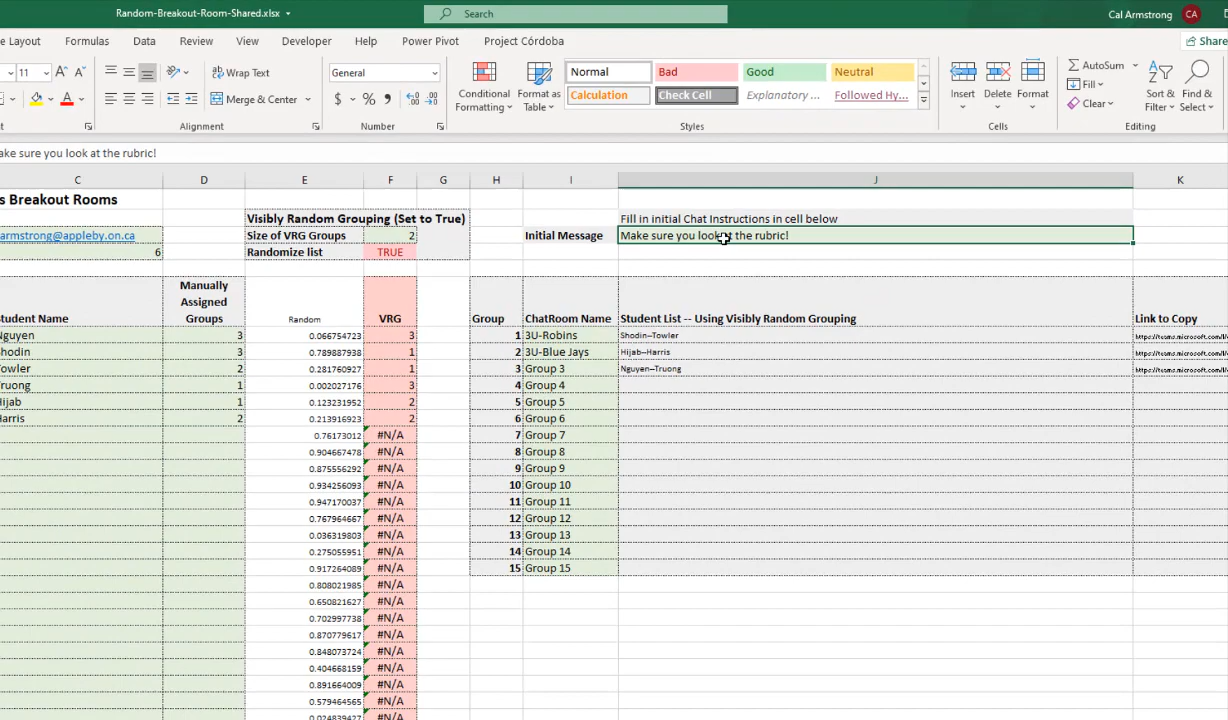 Random-Breakout-Room-Shared.xlsx
Search
Cal Armstrong CA
e Layout Formulas Data Review View Developer Help Power Pivot Project Córdoba Share
11 A A Wrap Text General Conditional Formatting Format as Table Normal Bad Good Neutral Insert Delete Format AutoSum Fill Clear Sort & Filter Find & Select
A Merge & Center $ % Calculation Check Cell Explanatory ... Followed Hy...
Alignment Number Styles Cells Editing
ake sure you look at the rubric!
C D E F G H I J K
s Breakout Rooms
Visibly Random Grouping (Set to True) Fill in initial Chat Instructions in cell below
armstrong@appleby.on.ca Size of VRG Groups 2 Initial Message Make sure you look at the rubric!
6 Randomize list TRUE
Student Name Manually Assigned Groups Random VRG Group ChatRoom Name Student List -- Using Visibly Random Grouping Link to Copy
Nguyen 3 0.066754723 3 1 3U-Robins Shodin--Towler https://teams.microsoft.com/l/
Shodin 3 0.789887938 1 2 3U-Blue Jays Hijab--Harris https://teams.microsoft.com/l/
Towler 2 0.281760927 1 3 Group 3 Nguyen--Truong https://teams.microsoft.com/l/
Truong 1 0.002027176 3 4 Group 4
Hijab 1 0.123231952 2 5 Group 5
Harris 2 0.213916923 2 6 Group 6
0.76173012 #N/A 7 Group 7
0.904667478 #N/A 8 Group 8
0.875556292 #N/A 9 Group 9
0.934256093 #N/A 10 Group 10
0.947170037 #N/A 11 Group 11
0.767964667 #N/A 12 Group 12
0.036319803 #N/A 13 Group 13
0.275051955 #N/A 14 Group 14
0.917264089 #N/A 15 Group 15
0.808021985 #N/A
0.650821627 #N/A
0.702997738 #N/A
0.870779617 #N/A
0.848073724 #N/A
0.404668159 #N/A
0.891664009 #N/A
0.579464565 #N/A
0.024839427 #N/A